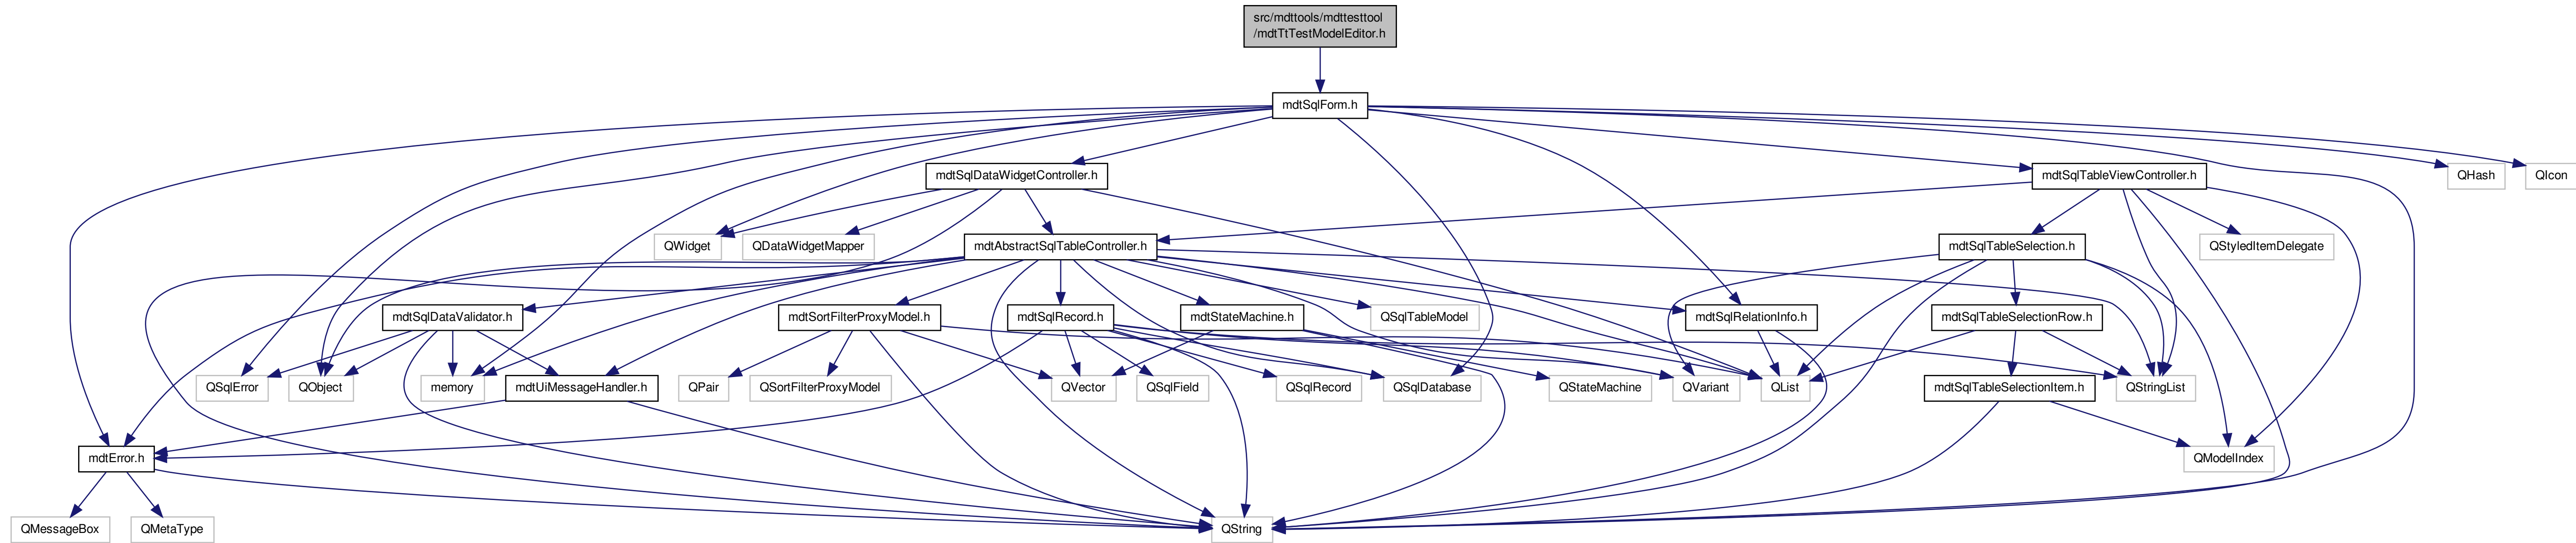 src/mdttools/mdttesttool
/mdtTtTestModelEditor.h
mdtSqlForm.h
mdtSqlDataWidgetController.h
mdtSqlTableViewController.h
QHash
QIcon
QWidget
QDataWidgetMapper
mdtAbstractSqlTableController.h
mdtSqlTableSelection.h
QStyledItemDelegate
mdtSqlDataValidator.h
mdtSortFilterProxyModel.h
mdtSqlRecord.h
mdtStateMachine.h
QSqlTableModel
mdtSqlRelationInfo.h
mdtSqlTableSelectionRow.h
QSqlError
QObject
memory
mdtUiMessageHandler.h
QPair
QSortFilterProxyModel
QVector
QSqlField
QSqlRecord
QSqlDatabase
QStateMachine
QVariant
QList
mdtSqlTableSelectionItem.h
QStringList
mdtError.h
QModelIndex
QMessageBox
QMetaType
QString